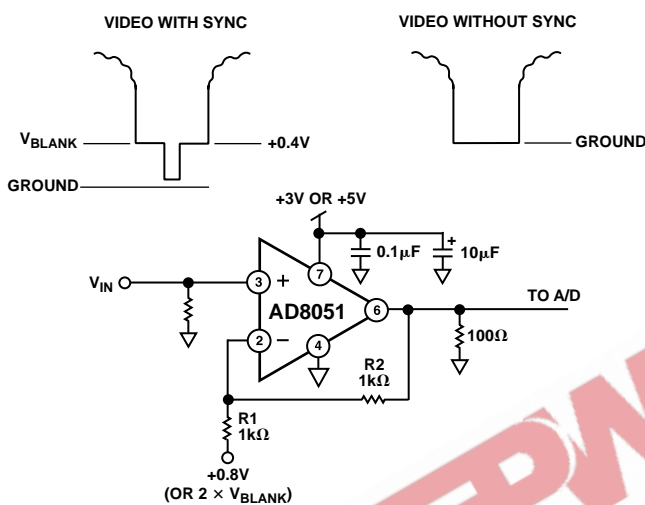 VIDEO WITH SYNC
VIDEO WITHOUT SYNC
VBLANK
+0.4V
GROUND
GROUND
+3V OR +5V
0.1μF
+
10μF
VIN
3
+
7
AD8051
6
TO A/D
2
–
4
100Ω
R2
1kΩ
R1
1kΩ
+0.8V
(OR 2 × VBLANK)